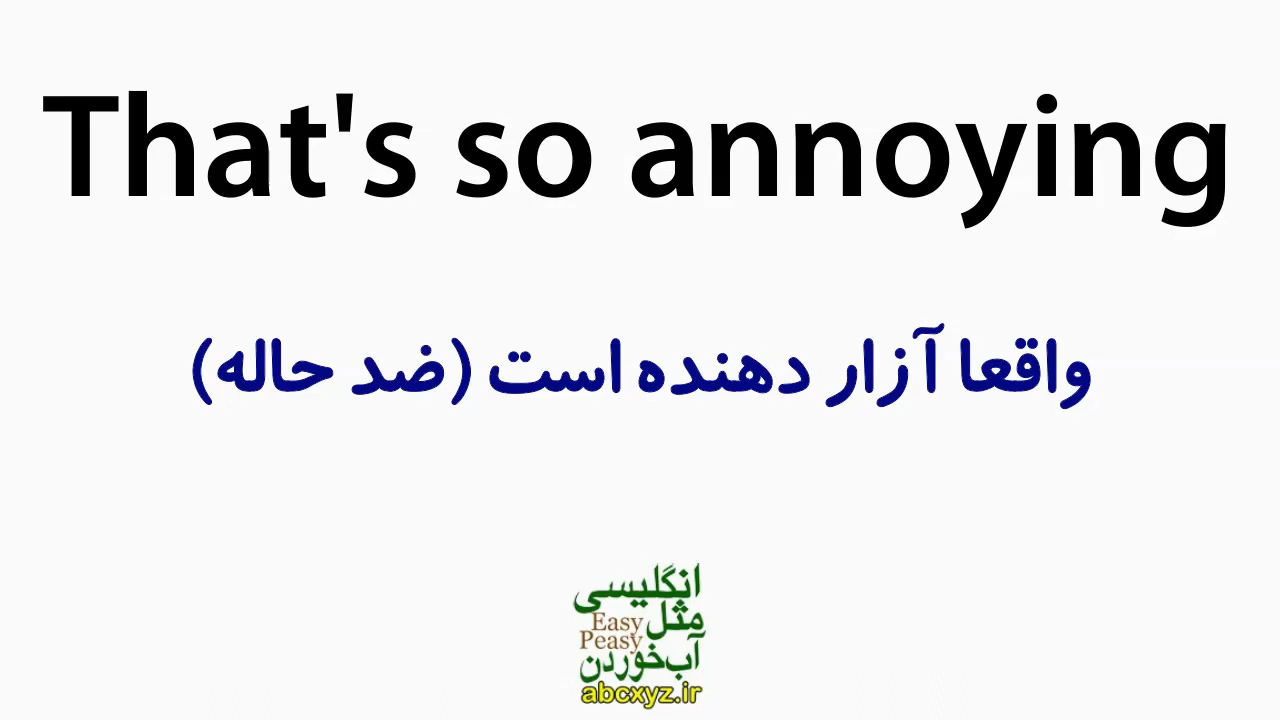 That's so annoying
واقعا آزار دهنده است (ضد حاله)
انگلیسی
مثل Easy
Peasy
آب‌خوردن
abcxyz.ir